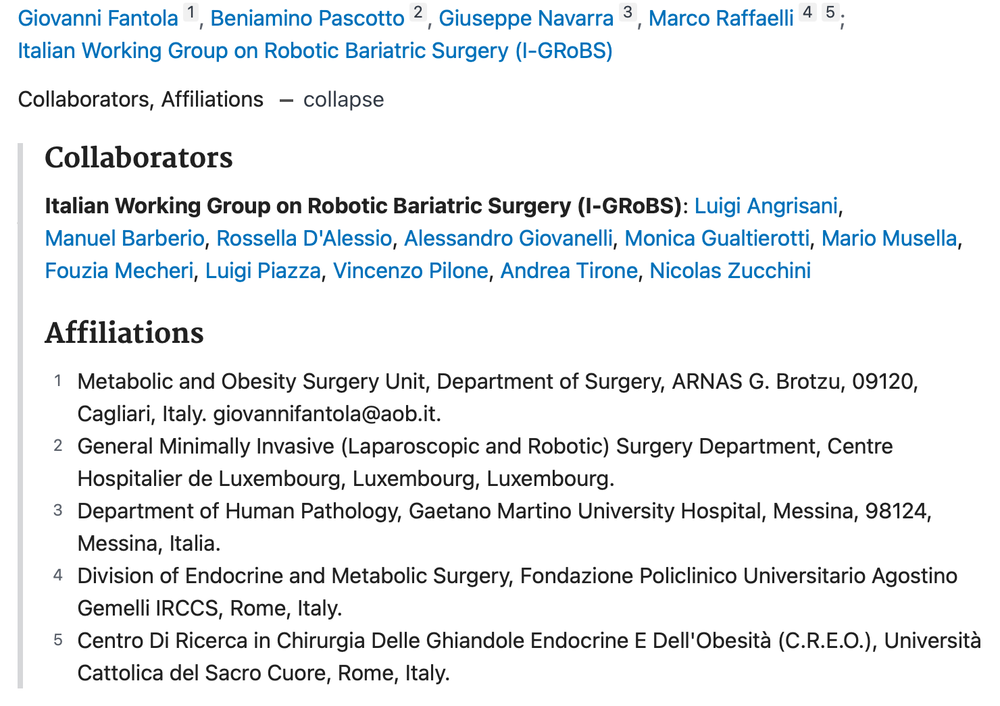 Giovanni Fantola 1, Beniamino Pascotto 2, Giuseppe Navarra 3, Marco Raffaelli 4 5;
Italian Working Group on Robotic Bariatric Surgery (I-GRoBS)
Collaborators, Affiliations — collapse
Collaborators
Italian Working Group on Robotic Bariatric Surgery (I-GRoBS): Luigi Angrisani,
Manuel Barberio, Rossella D'Alessio, Alessandro Giovanelli, Monica Gualtierotti, Mario Musella,
Fouzia Mecheri, Luigi Piazza, Vincenzo Pilone, Andrea Tirone, Nicolas Zucchini
Affiliations
1 Metabolic and Obesity Surgery Unit, Department of Surgery, ARNAS G. Brotzu, 09120,
Cagliari, Italy. giovannifantola@aob.it.
2 General Minimally Invasive (Laparoscopic and Robotic) Surgery Department, Centre
Hospitalier de Luxembourg, Luxembourg, Luxembourg.
3 Department of Human Pathology, Gaetano Martino University Hospital, Messina, 98124,
Messina, Italia.
4 Division of Endocrine and Metabolic Surgery, Fondazione Policlinico Universitario Agostino
Gemelli IRCCS, Rome, Italy.
5 Centro Di Ricerca in Chirurgia Delle Ghiandole Endocrine E Dell'Obesità (C.R.E.O.), Università
Cattolica del Sacro Cuore, Rome, Italy.